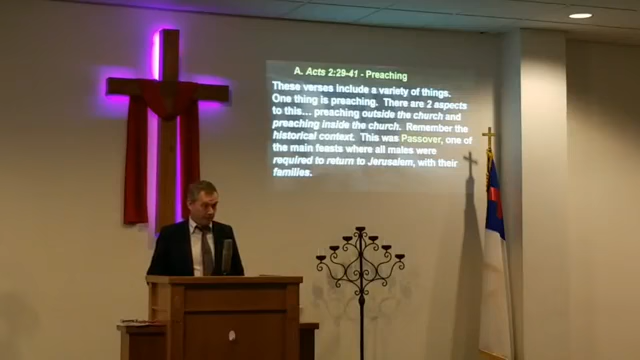 A. Acts 2:29-41 - Preaching
These verses include a variety of things.
One thing is preaching. There are 2 aspects
to this... preaching outside the church and
preaching inside the church. Remember the
historical context. This was Passover, one of
the main feasts where all males were
required to return to Jerusalem, with their
families.